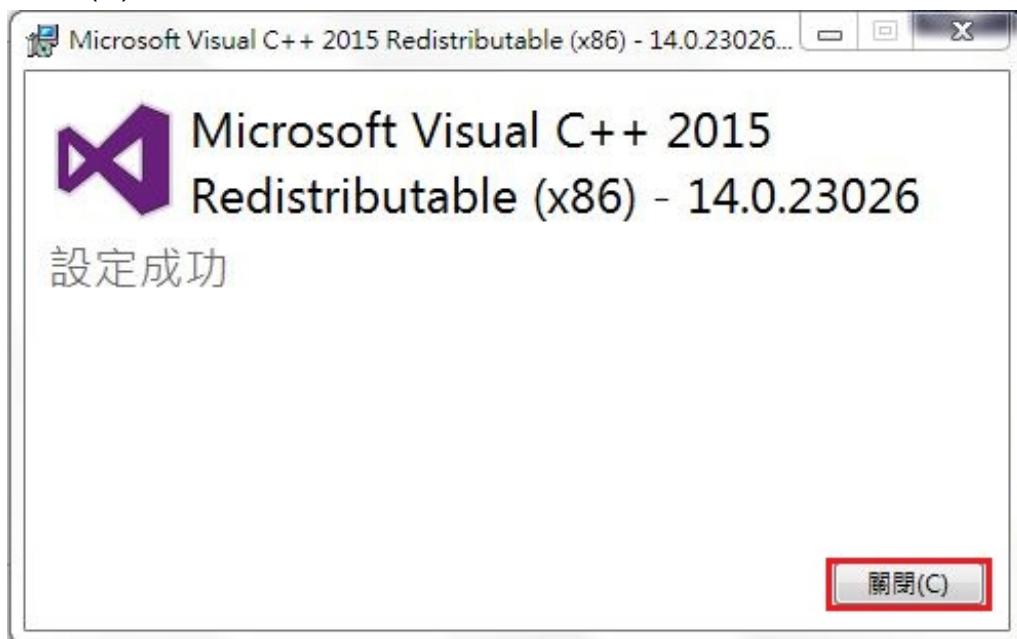 Microsoft Visual C++ 2015 Redistributable (x86) - 14.0.23026...
Microsoft Visual C++ 2015
Redistributable (x86) - 14.0.23026
設定成功
關閉(C)